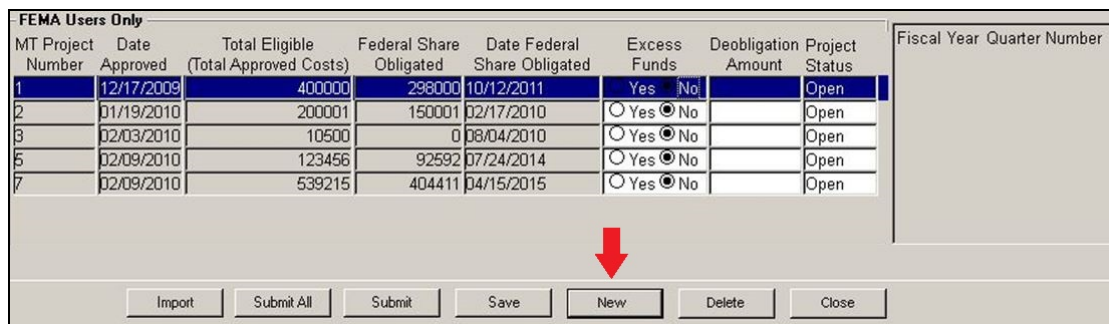 FEMA Users Only
MT Project Date Total Eligible Federal Share Date Federal Excess Deobligation Project Fiscal Year Quarter Number
Number Approved (Total Approved Costs) Obligated Share Obligated Funds Amount Status
1 12/17/2009 400000 298000 10/12/2011 Yes No Open
2 01/19/2010 200001 150001 02/17/2010 Yes No Open
3 02/03/2010 10500 0 08/04/2010 Yes No Open
5 02/09/2010 123456 92592 07/24/2014 Yes No Open
7 02/09/2010 539215 404411 04/15/2015 Yes No Open
Import Submit All Submit Save New Delete Close